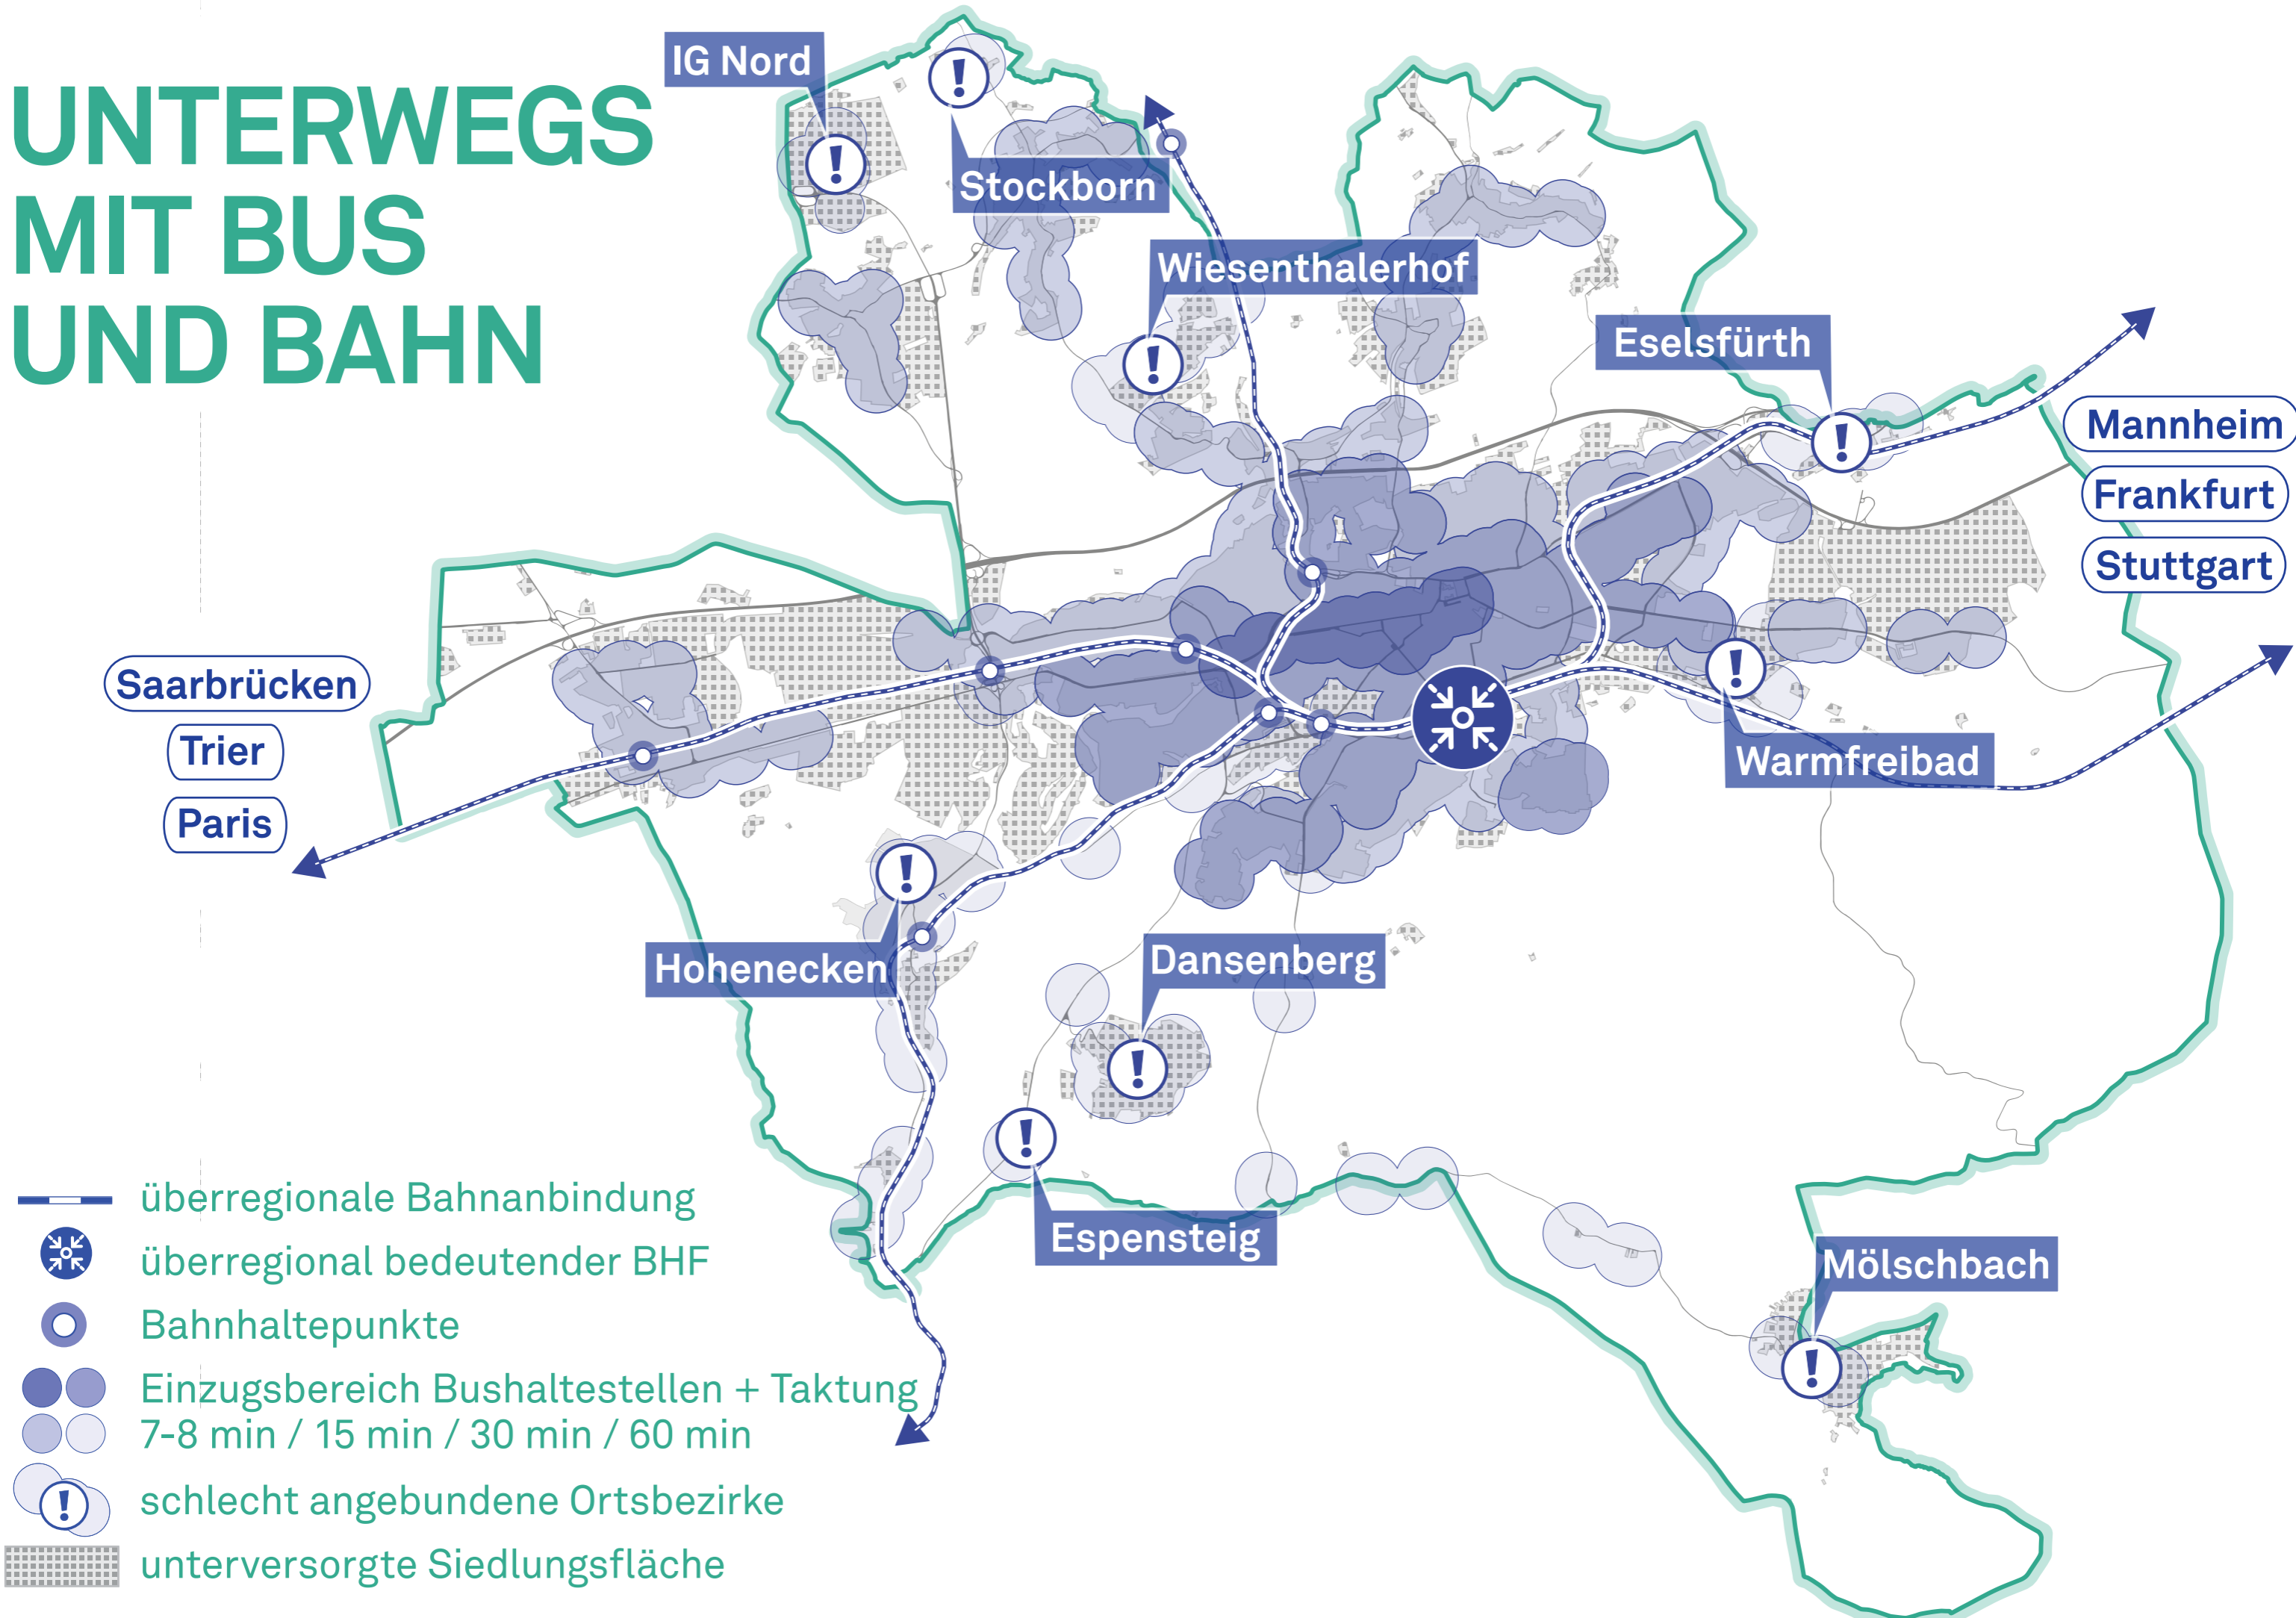 UNTERWEGS
MIT BUS
UND BAHN
IG Nord
Stockborn
Wiesenthalerhof
Eselsfürth
Mannheim
Frankfurt
Stuttgart
Saarbrücken
Trier
Paris
Warmfreibad
Hohenecken
Dansenberg
Espensteig
Mölschbach
überregionale Bahnanbindung
überregional bedeutender BHF
Bahnhaltepunkte
Einzugsbereich Bushaltestellen + Taktung
7-8 min / 15 min / 30 min / 60 min
schlecht angebundene Ortsbezirke
unterversorgte Siedlungsfläche